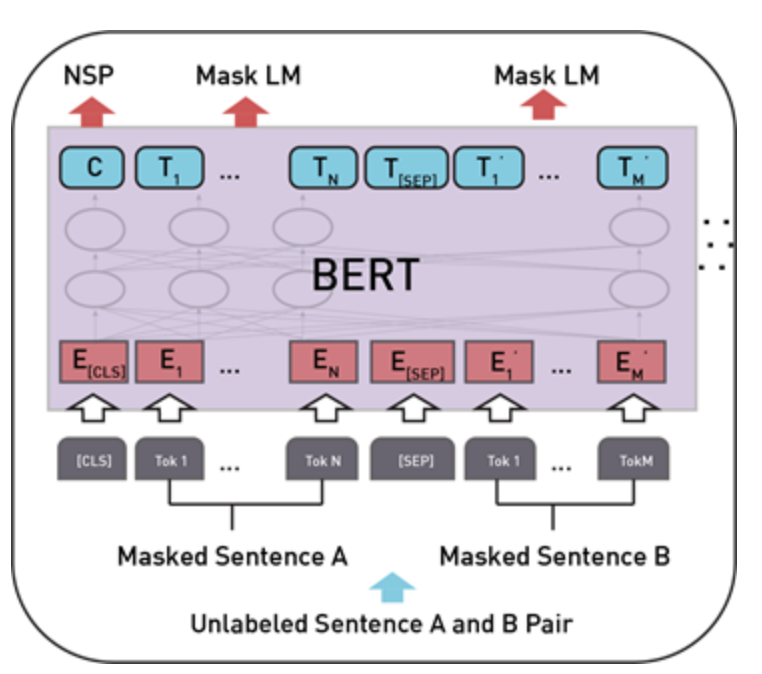 NSP Mask LM Mask LM
C T1 ... TN T[SEP] T1' ... TM'
BERT
E[CLS] E1 ... EN E[SEP] E1' ... EM'
[CLS] Tok 1 ... Tok N [SEP] Tok 1 ... TokM
Masked Sentence A Masked Sentence B
Unlabeled Sentence A and B Pair